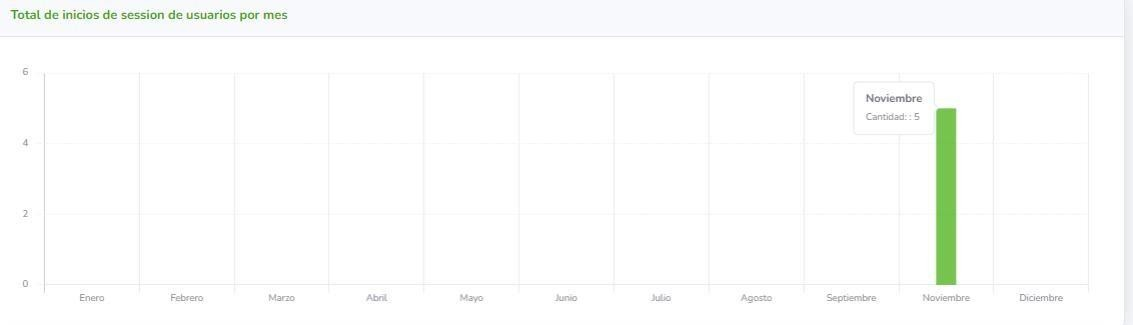 Total de inicios de session de usuarios por mes
6
Noviembre
Cantidad: : 5
4
2
0
Enero Febrero Marzo Abril Mayo Junio Julio Agosto Septiembre Noviembre Diciembre